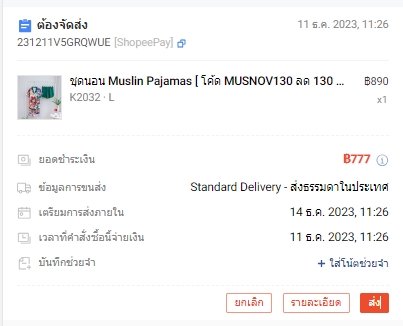 ต้องจัดส่ง
11 ธ.ค. 2023, 11:26
231211V5GRQWUE [ShopeePay]
ชุดนอน Muslin Pajamas [ โค้ด MUSNOV130 ลด 130 ...
฿890
K2032 · L
x1
ยอดชำระเงิน
฿777
ข้อมูลการขนส่ง
Standard Delivery - ส่งธรรมดาในประเทศ
เตรียมการส่งภายใน
14 ธ.ค. 2023, 11:26
เวลาที่คำสั่งซื้อนี้จ่ายเงิน
11 ธ.ค. 2023, 11:26
บันทึกช่วยจำ
+ ใส่โน้ตช่วยจำ
ยกเลิก
รายละเอียด
ส่ง